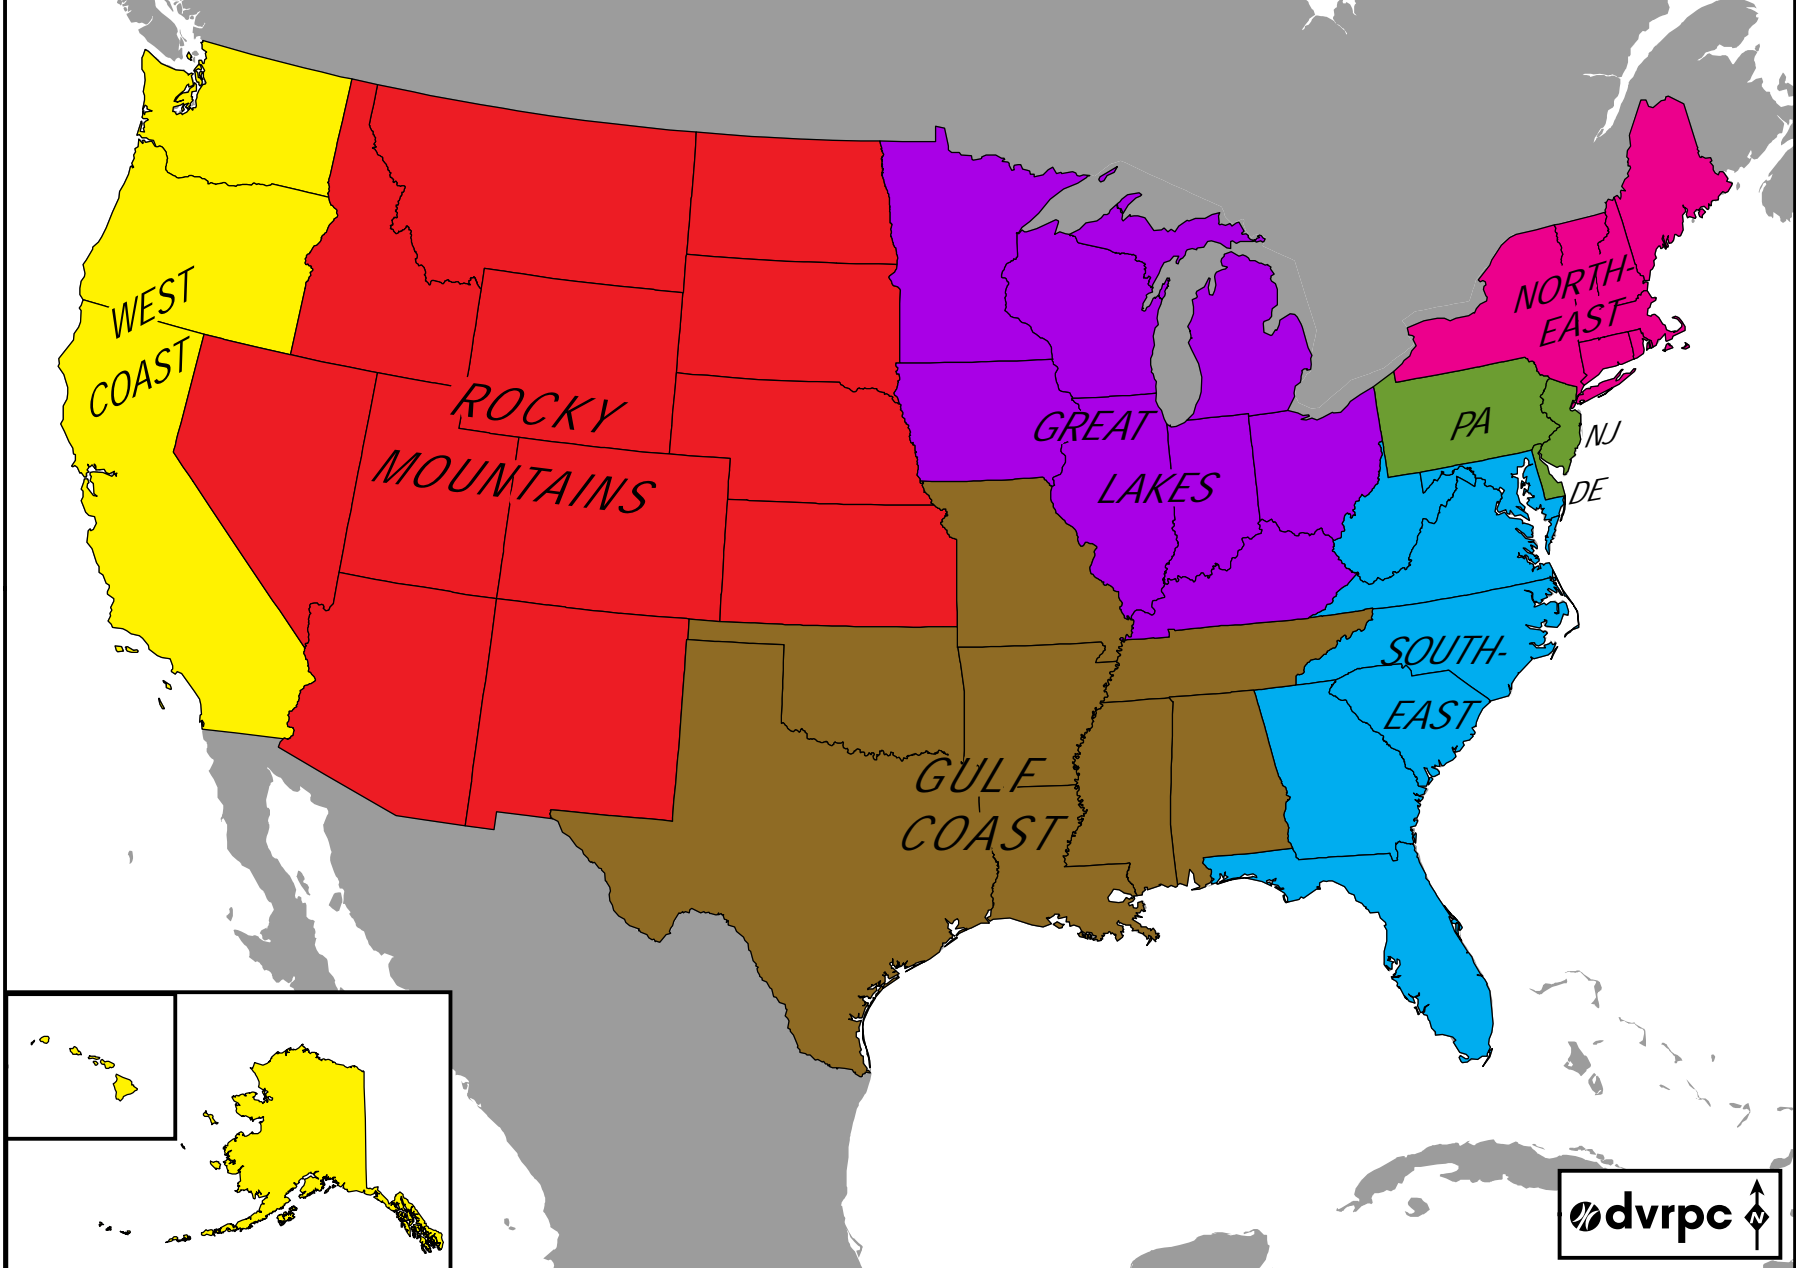 WEST
COAST
ROCKY
MOUNTAINS
GREAT
LAKES
NORTH-
EAST
PA
NJ
DE
SOUTH-
EAST
GULF
COAST
dvrpc
N